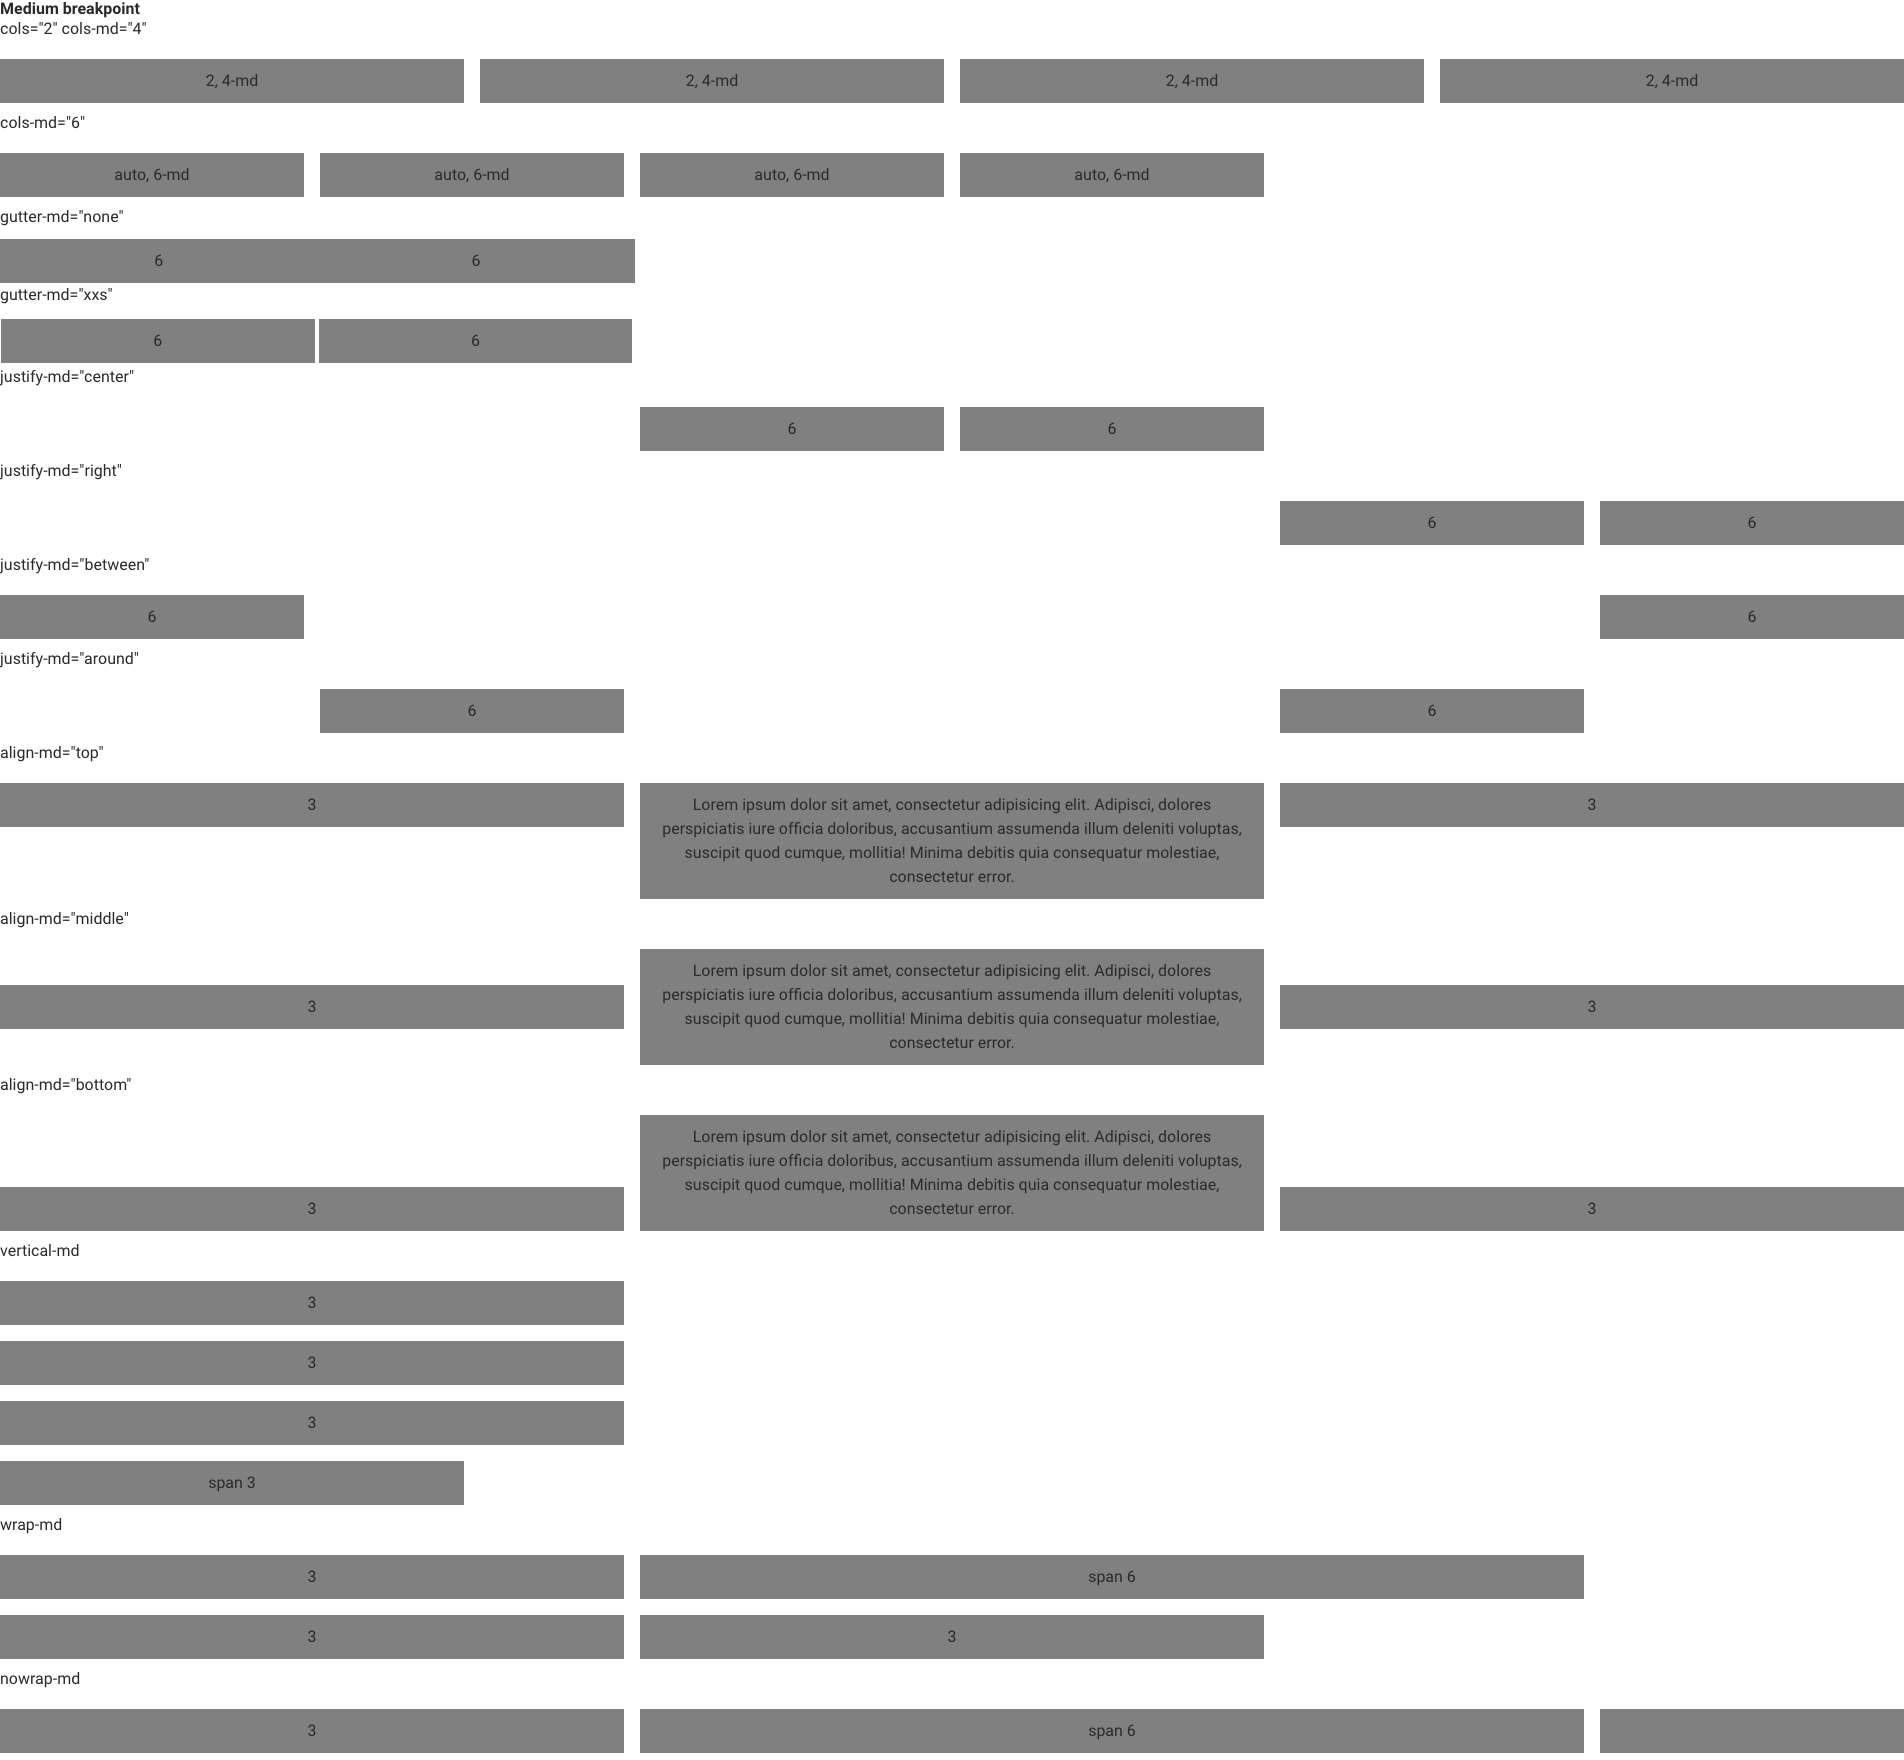 Medium breakpoint
cols="2" cols-md="4"
2, 4-md 2, 4-md 2, 4-md 2, 4-md
cols-md="6"
auto, 6-md auto, 6-md auto, 6-md auto, 6-md
gutter-md="none"
6 6
gutter-md="xxs"
6 6
justify-md="center"
6 6
justify-md="right"
6 6
justify-md="between"
6 6
justify-md="around"
6 6
align-md="top"
3
Lorem ipsum dolor sit amet, consectetur adipisicing elit. Adipisci, dolores
perspiciatis iure officia doloribus, accusantium assumenda illum deleniti voluptas,
suscipit quod cumque, mollitia! Minima debitis quia consequatur molestiae,
consectetur error.
3
align-md="middle"
3
Lorem ipsum dolor sit amet, consectetur adipisicing elit. Adipisci, dolores
perspiciatis iure officia doloribus, accusantium assumenda illum deleniti voluptas,
suscipit quod cumque, mollitia! Minima debitis quia consequatur molestiae,
consectetur error.
3
align-md="bottom"
3
Lorem ipsum dolor sit amet, consectetur adipisicing elit. Adipisci, dolores
perspiciatis iure officia doloribus, accusantium assumenda illum deleniti voluptas,
suscipit quod cumque, mollitia! Minima debitis quia consequatur molestiae,
consectetur error.
3
vertical-md
3
3
3
span 3
wrap-md
3 span 6
3 3
nowrap-md
3 span 6